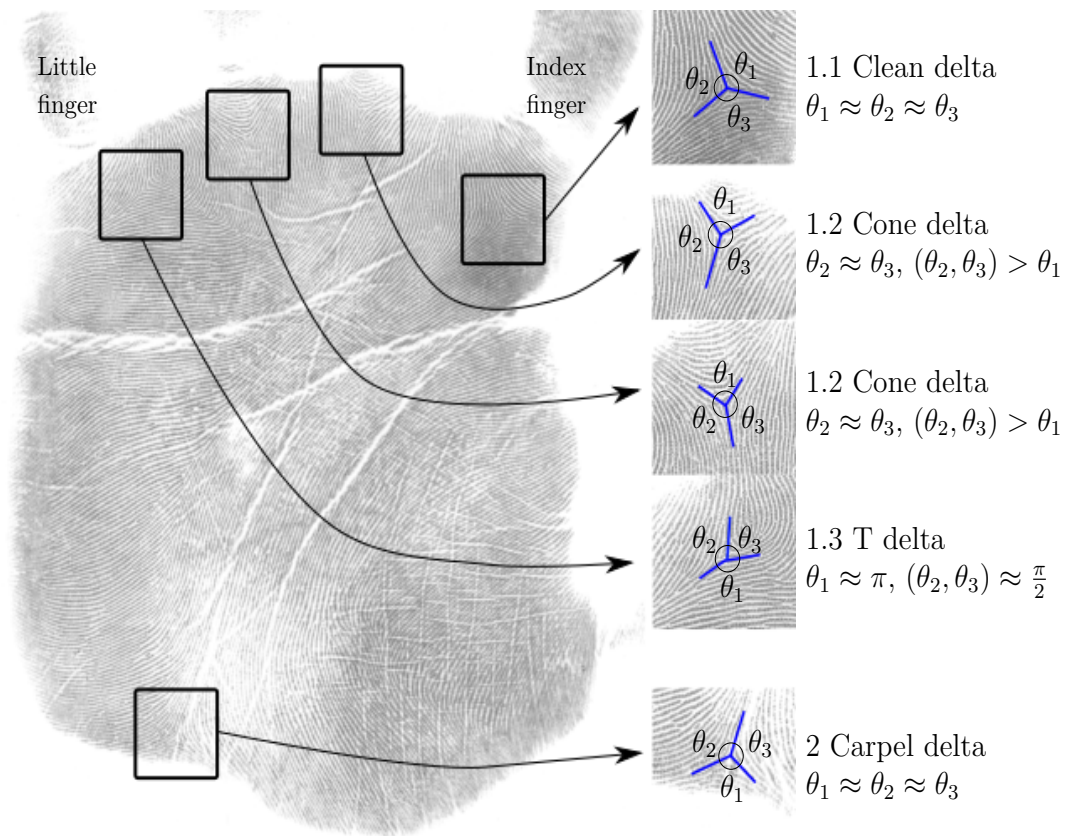 Little
finger
Index
finger
θ₁
θ₂
θ₃
1.1 Clean delta
θ₁ ≈ θ₂ ≈ θ₃
θ₁
θ₂
θ₃
1.2 Cone delta
θ₂ ≈ θ₃, (θ₂, θ₃) > θ₁
θ₁
θ₂ θ₃
1.2 Cone delta
θ₂ ≈ θ₃, (θ₂, θ₃) > θ₁
θ₂ θ₃
θ₁
1.3 T delta
θ₁ ≈ π, (θ₂, θ₃) ≈ π/2
θ₂ θ₃
θ₁
2 Carpel delta
θ₁ ≈ θ₂ ≈ θ₃